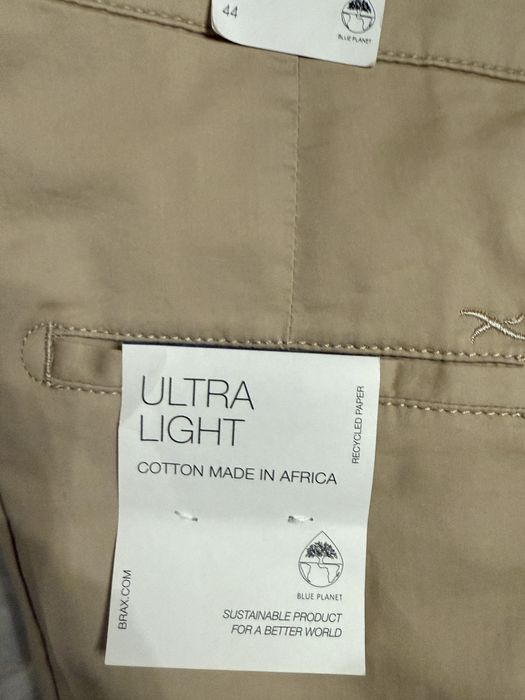 44
BLUE PLANET
ULTRA
LIGHT
COTTON MADE IN AFRICA
RECYCLED PAPER
BLUE PLANET
BRAX.COM
SUSTAINABLE PRODUCT
FOR A BETTER WORLD